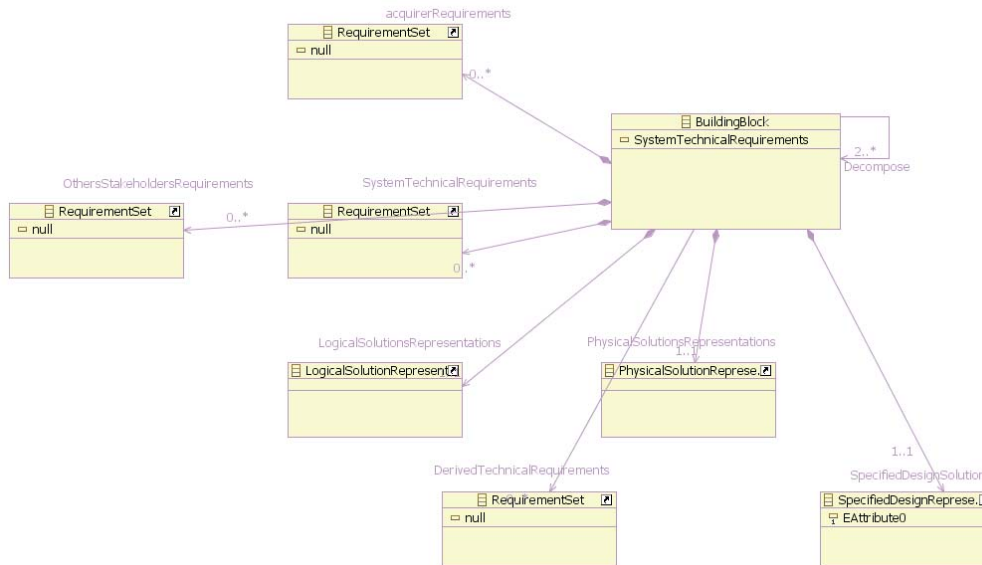 acquirerRequirements
RequirementSet
null
0..*
BuildingBlock
SystemTechnicalRequirements
2..*
Decompose
OthersStakeholdersRequirements
SystemTechnicalRequirements
RequirementSet
null
0..*
RequirementSet
null
0..*
LogicalSolutionsRepresentations
PhysicalSolutionsRepresentations
1..1
LogicalSolutionRepresent
PhysicalSolutionReprese..
DerivedTechnicalRequirements
1..1
SpecifiedDesignSolution
RequirementSet
null
SpecifiedDesignReprese..
EAttribute0